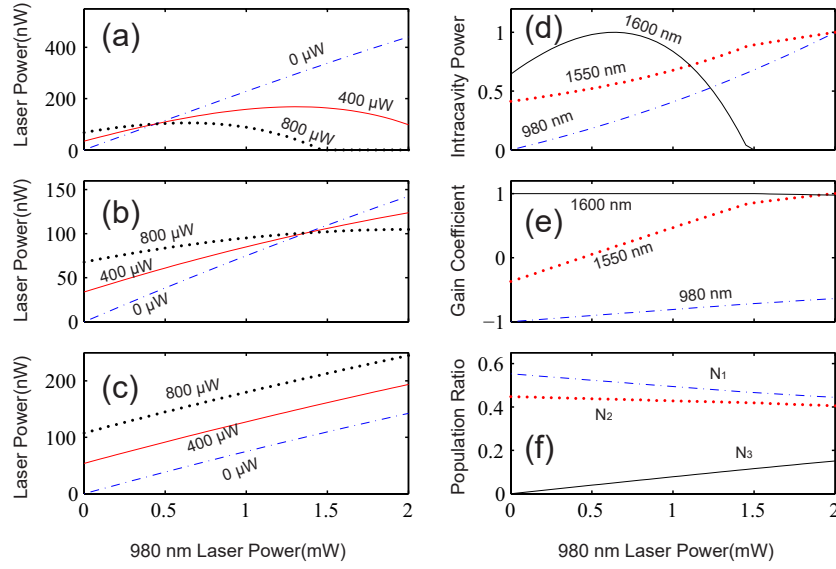 (a)
Laser Power(nW)
400
200
0
0 μW
400 μW
800 μW
(b)
Laser Power(nW)
150
100
50
0
800 μW
400 μW
0 μW
(c)
Laser Power(nW)
200
100
0
800 μW
400 μW
0 μW
0 0.5 1 1.5 2
980 nm Laser Power(mW)
(d)
Intracavity Power
1
0.5
0
1600 nm
1550 nm
980 nm
(e)
Gain Coefficient
1
0
−1
1600 nm
1550 nm
980 nm
(f)
Population Ratio
0.6
0.4
0.2
0
N1
N2
N3
0 0.5 1 1.5 2
980 nm Laser Power(mW)